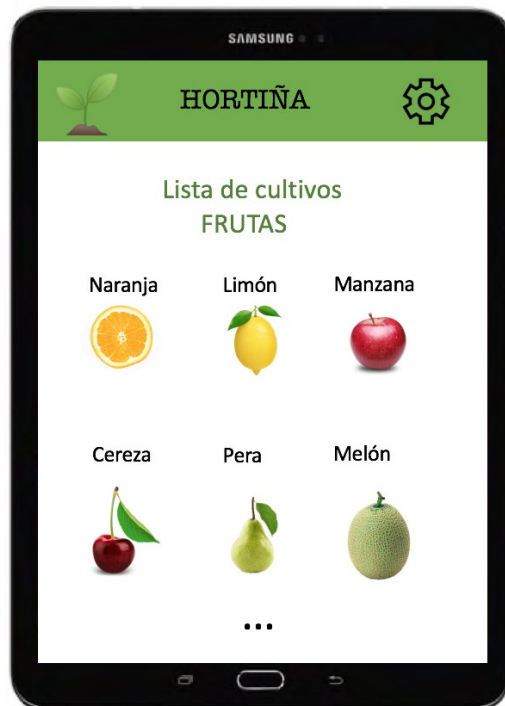 SAMSUNG
HORTIÑA
Lista de cultivos
FRUTAS
Naranja Limón Manzana
Cereza Pera Melón
...